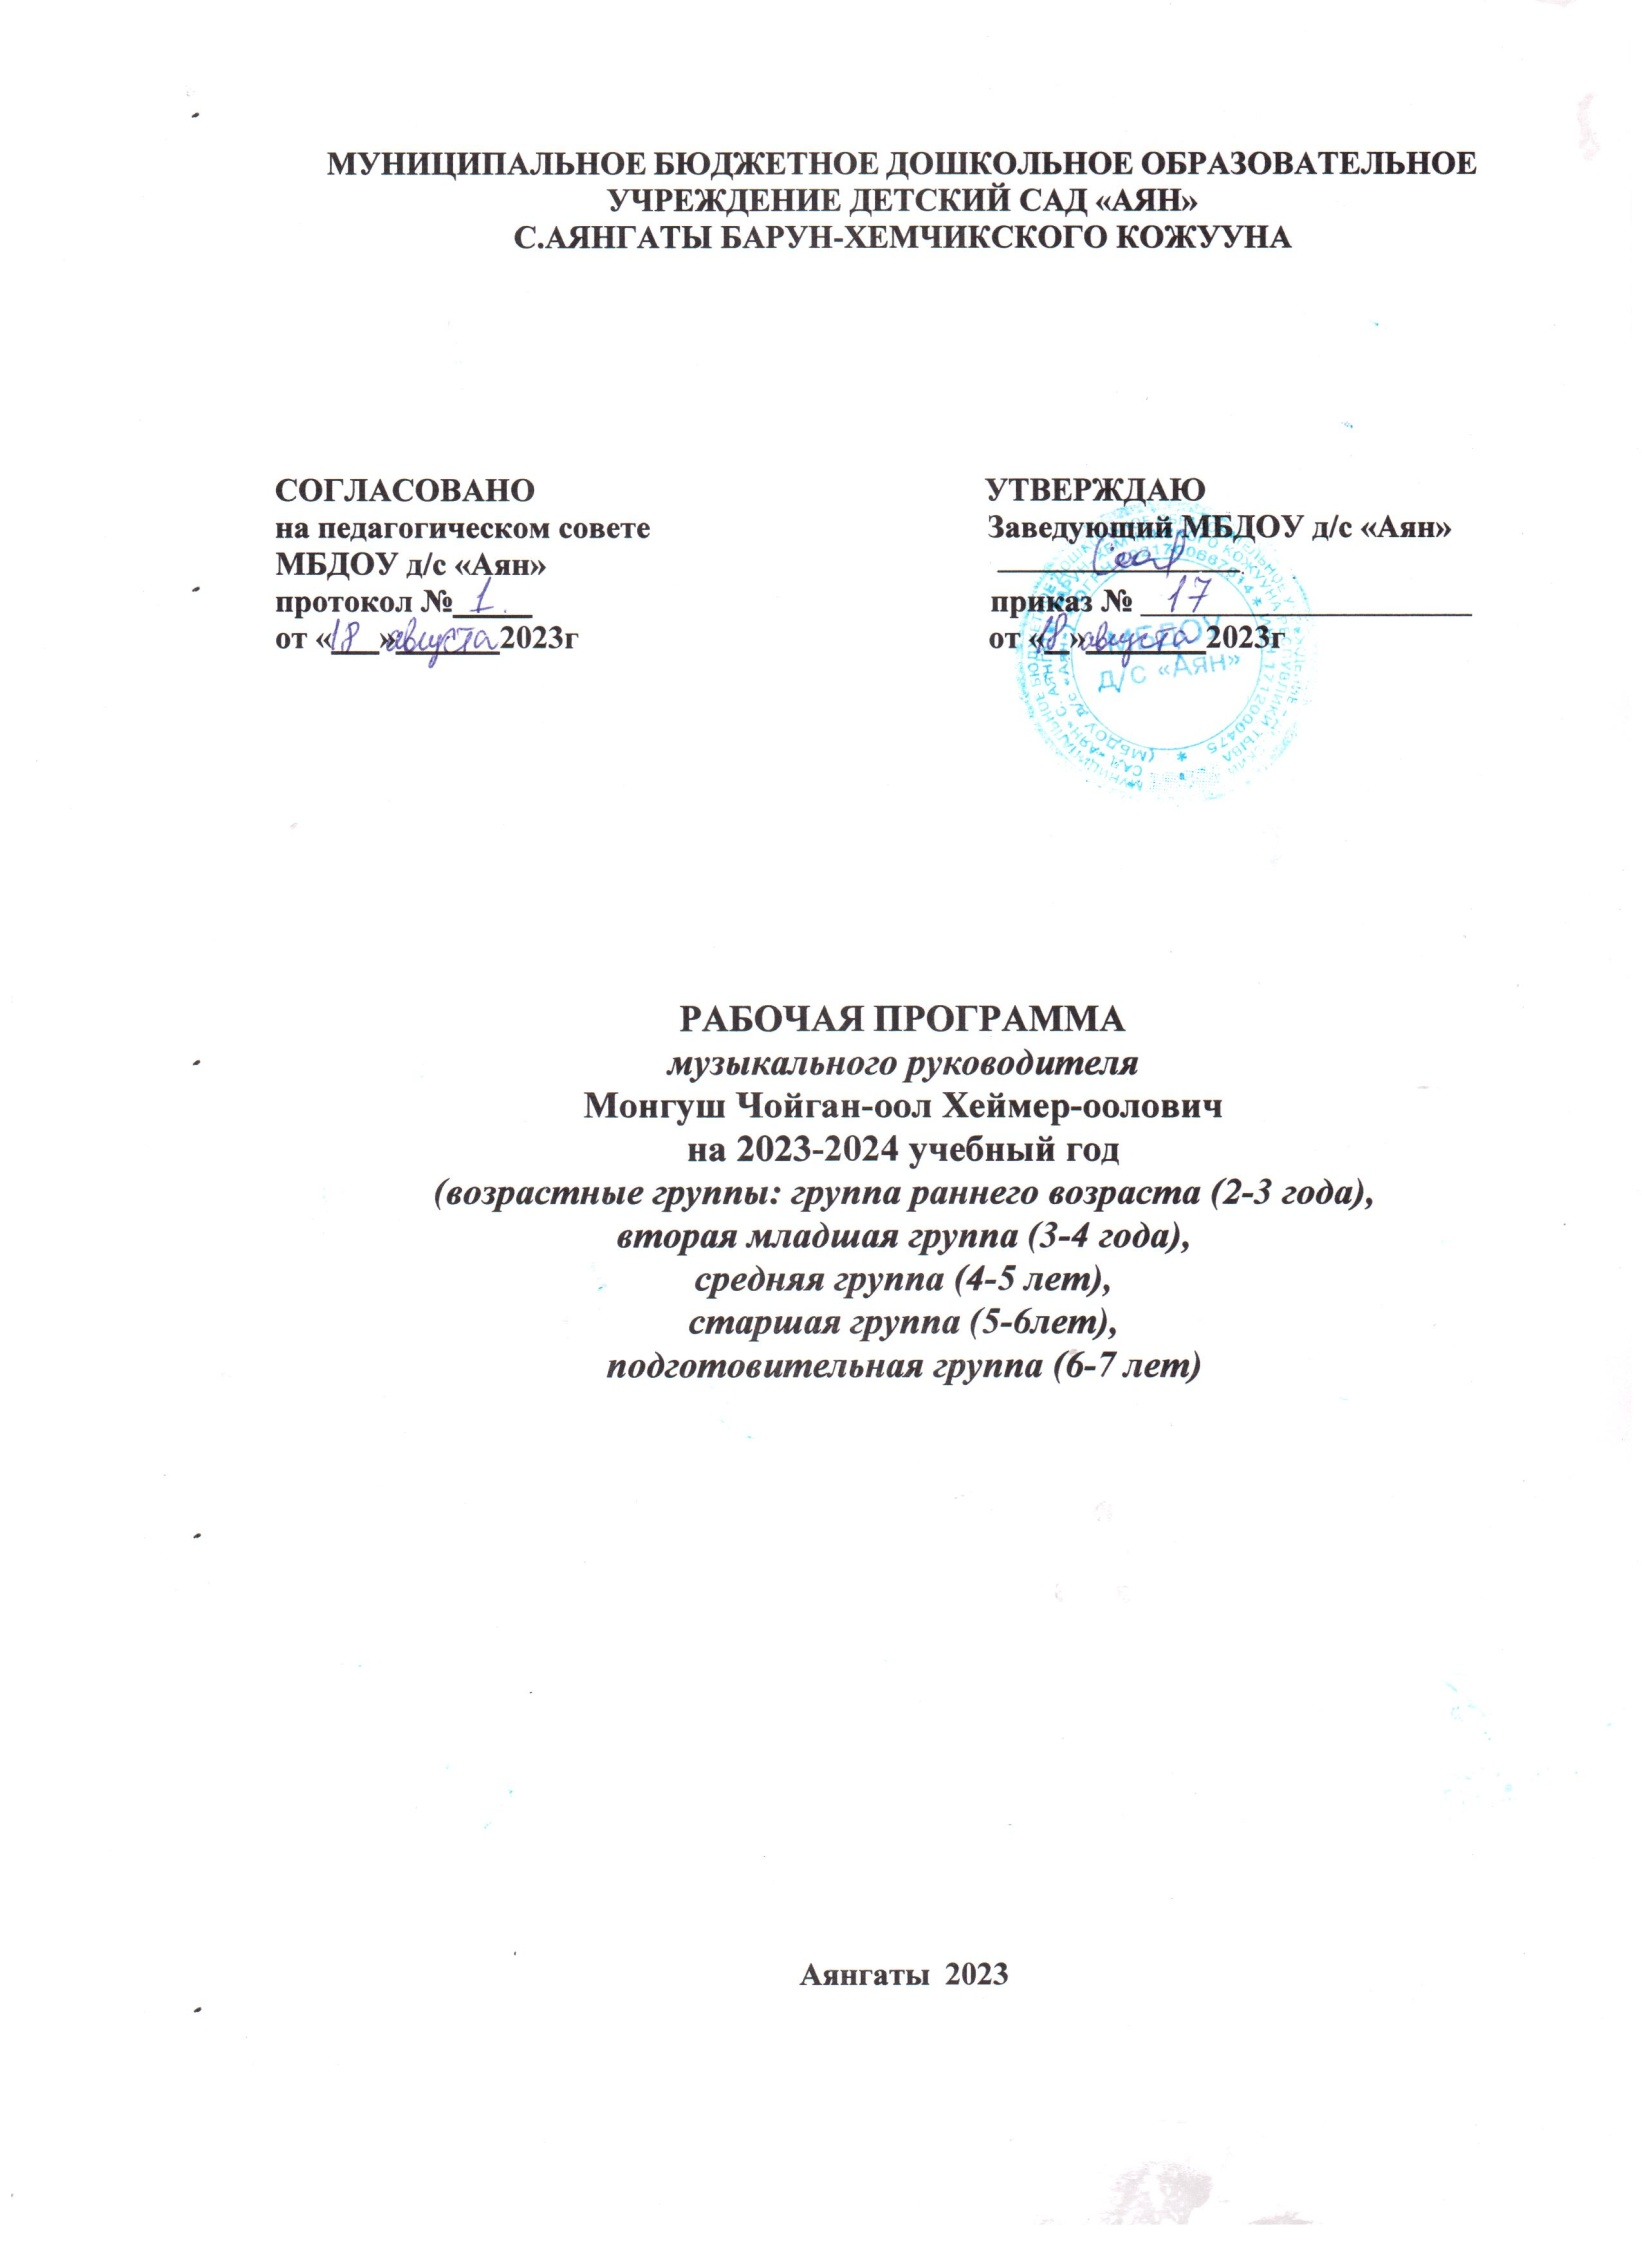 МУНИЦИПАЛЬНОЕ БЮДЖЕТНОЕ ДОШКОЛЬНОЕ ОБРАЗОВАТЕЛЬНОЕ
УЧРЕЖДЕНИЕ ДЕТСКИЙ САД «АЯН»
С.АЯНГАТЫ БАРУН-ХЕМЧИКСКОГО КОЖУУНА
СОГЛАСОВАНО
на педагогическом совете
МБДОУ д/с «Аян»
протокол № 1
от «18» августа 2023г
УТВЕРЖДАЮ
Заведующий МБДОУ д/с «Аян»
приказ № 17
от «18» августа 2023г
МБДОУ
д/с «Аян»
РАБОЧАЯ ПРОГРАММА
музыкального руководителя
Монгуш Чойган-оол Хеймер-оолович
на 2023-2024 учебный год
(возрастные группы: группа раннего возраста (2-3 года),
вторая младшая группа (3-4 года),
средняя группа (4-5 лет),
старшая группа (5-6лет),
подготовительная группа (6-7 лет)
Аянгаты 2023